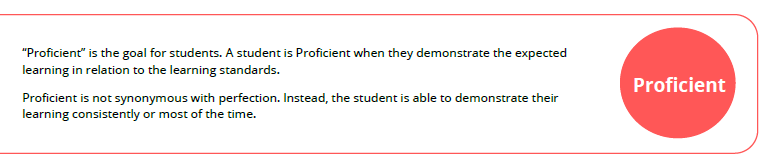 “Proficient” is the goal for students. A student is Proficient when they demonstrate the expected
learning in relation to the learning standards.
Proficient is not synonymous with perfection. Instead, the student is able to demonstrate their
learning consistently or most of the time.
Proficient